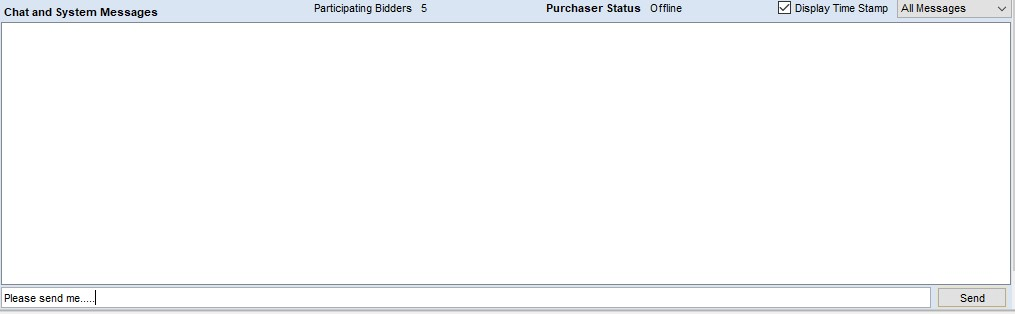 Chat and System Messages Participating Bidders 5 Purchaser Status Offline Display Time Stamp All Messages
Please send me..... Send